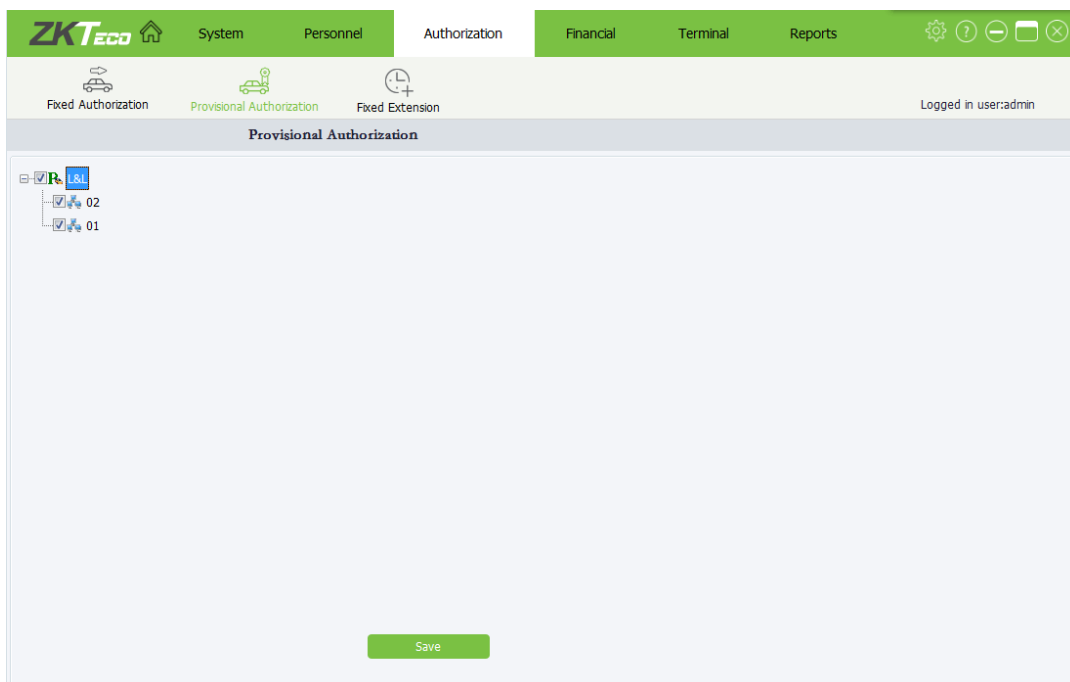 ZKTeco System Personnel Authorization Financial Terminal Reports
Fixed Authorization Provisional Authorization Fixed Extension Logged in user:admin
Provisional Authorization
L&L
02
01
Save